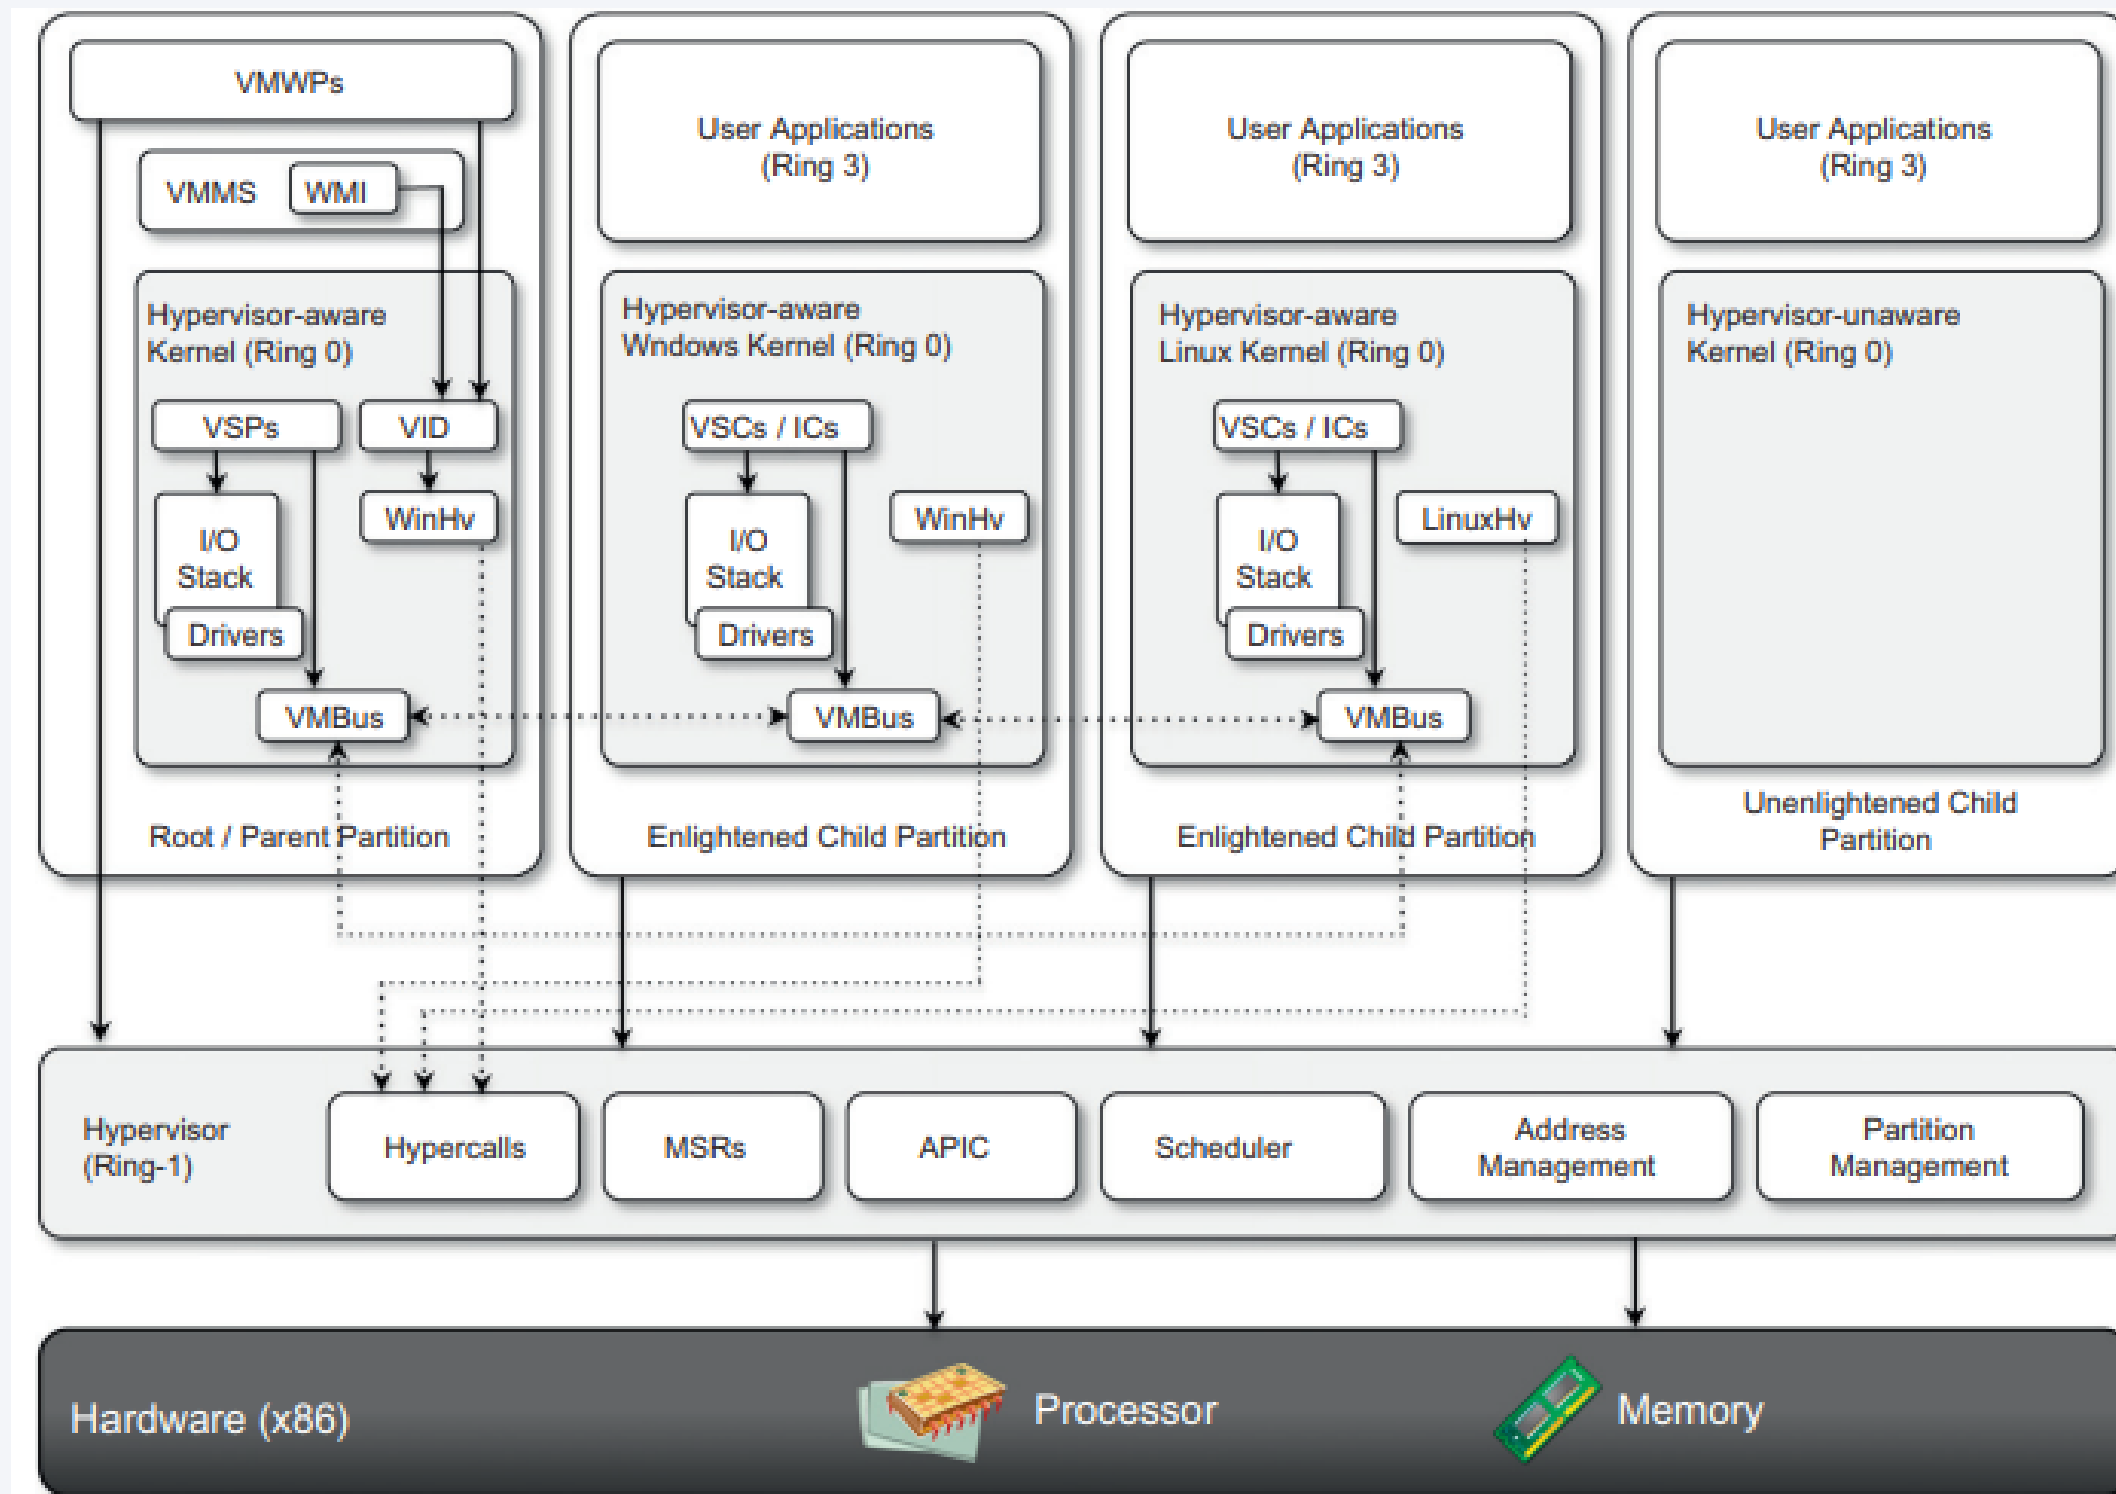 VMWPs
VMMS
WMI
Hypervisor-aware
Kernel (Ring 0)
VSPs
VID
I/O
Stack
WinHv
Drivers
VMBus
Root / Parent Partition
User Applications
(Ring 3)
Hypervisor-aware
Wndows Kernel (Ring 0)
VSCs / ICs
I/O
Stack
WinHv
Drivers
VMBus
Enlightened Child Partition
User Applications
(Ring 3)
Hypervisor-aware
Linux Kernel (Ring 0)
VSCs / ICs
I/O
Stack
LinuxHv
Drivers
VMBus
Enlightened Child Partition
User Applications
(Ring 3)
Hypervisor-unaware
Kernel (Ring 0)
Unenlightened Child
Partition
Hypervisor
(Ring-1)
Hypercalls
MSRs
APIC
Scheduler
Address
Management
Partition
Management
Hardware (x86)
Processor
Memory